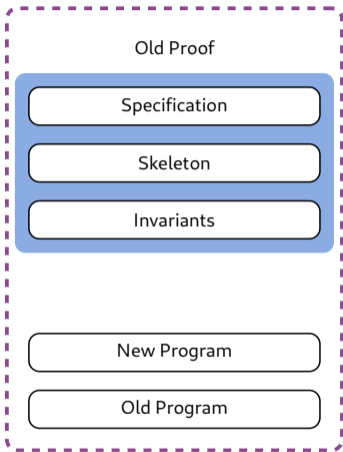 Old Proof
Specification
Skeleton
Invariants
New Program
Old Program